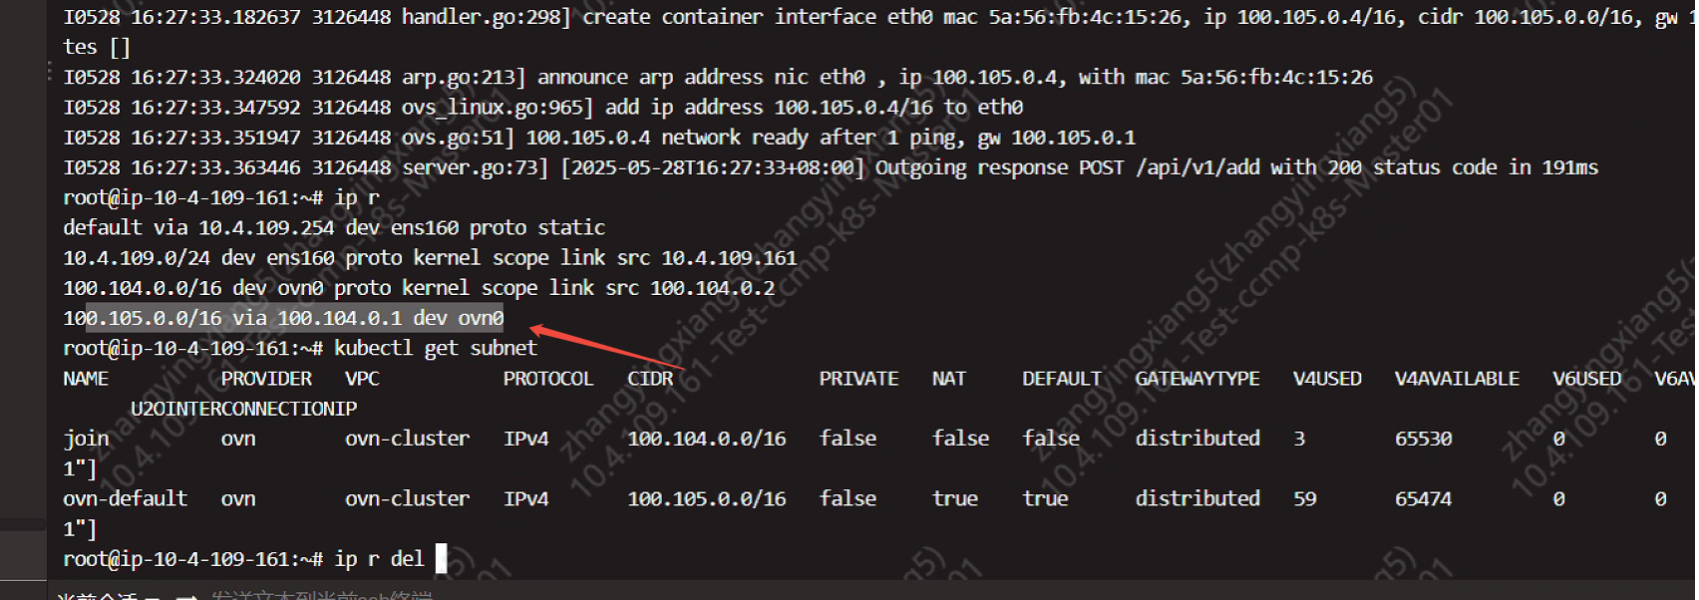 I0528 16:27:33.182637 3126448 handler.go:298] create container interface eth0 mac 5a:56:fb:4c:15:26, ip 100.105.0.4/16, cidr 100.105.0.0/16, gw 1
tes []
I0528 16:27:33.324020 3126448 arp.go:213] announce arp address nic eth0 , ip 100.105.0.4, with mac 5a:56:fb:4c:15:26
I0528 16:27:33.347592 3126448 ovs_linux.go:965] add ip address 100.105.0.4/16 to eth0
I0528 16:27:33.351947 3126448 ovs.go:51] 100.105.0.4 network ready after 1 ping, gw 100.105.0.1
I0528 16:27:33.363446 3126448 server.go:73] [2025-05-28T16:27:33+08:00] Outgoing response POST /api/v1/add with 200 status code in 191ms
root@ip-10-4-109-161:~# ip r
default via 10.4.109.254 dev ens160 proto static
10.4.109.0/24 dev ens160 proto kernel scope link src 10.4.109.161
100.104.0.0/16 dev ovn0 proto kernel scope link src 100.104.0.2
100.105.0.0/16 via 100.104.0.1 dev ovn0
root@ip-10-4-109-161:~# kubectl get subnet
NAME PROVIDER VPC PROTOCOL CIDR PRIVATE NAT DEFAULT GATEWAYTYPE V4USED V4AVAILABLE V6USED V6AV
U2OINTERCONNECTIONIP
join ovn ovn-cluster IPv4 100.104.0.0/16 false false false distributed 3 65530 0 0
1"]
ovn-default ovn ovn-cluster IPv4 100.105.0.0/16 false true true distributed 59 65474 0 0
1"]
root@ip-10-4-109-161:~# ip r del
zhangyingxiang5(zhangyingxiang5)
10.4.109.161-Test-ccmp-k8s-Master01